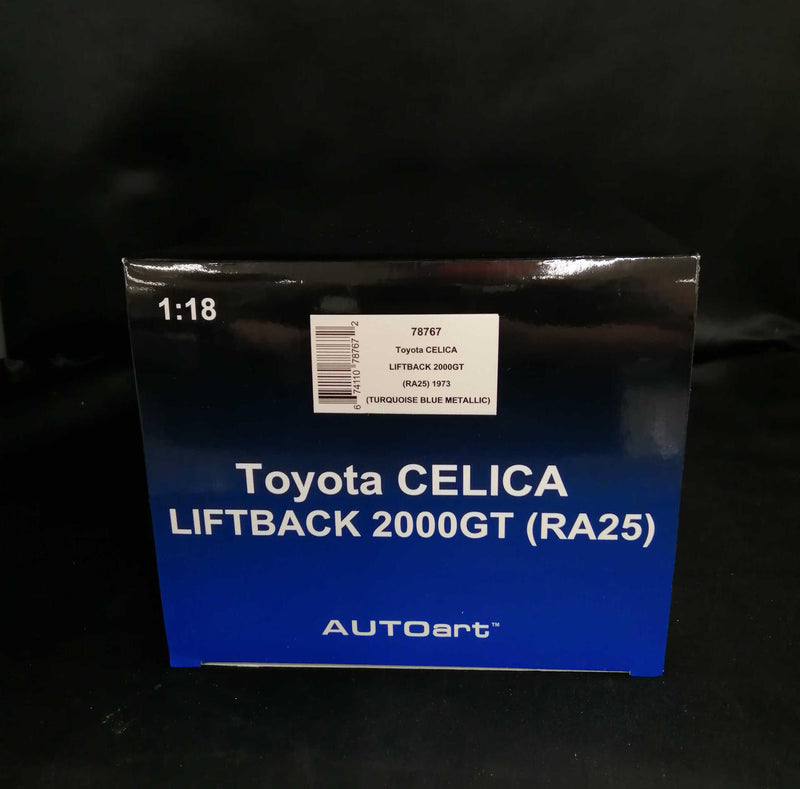 1:18
78767
Toyota CELICA
LIFTBACK 2000GT
(RA25) 1973
(TURQUOISE BLUE METALLIC)
6 74110 78767 2
Toyota CELICA
LIFTBACK 2000GT (RA25)
AUTOart™